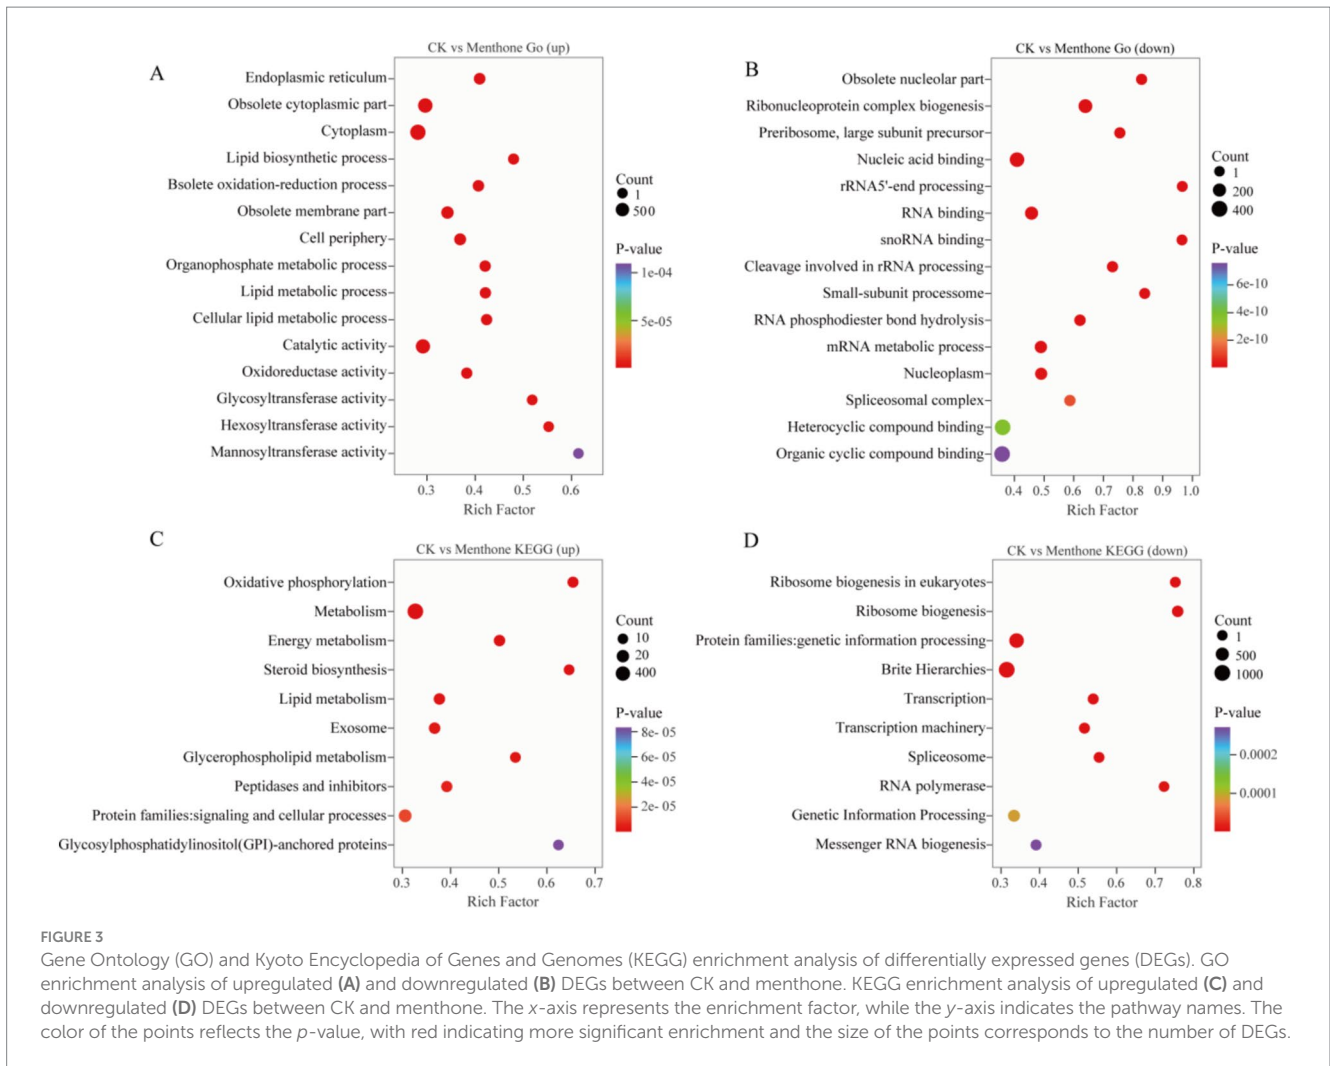 A
CK vs Menthone Go (up)
Endoplasmic reticulum
Obsolete cytoplasmic part
Cytoplasm
Lipid biosynthetic process
Bsolete oxidation-reduction process
Obsolete membrane part
Cell periphery
Organophosphate metabolic process
Lipid metabolic process
Cellular lipid metabolic process
Catalytic activity
Oxidoreductase activity
Glycosyltransferase activity
Hexosyltransferase activity
Mannosyltransferase activity
0.3 0.4 0.5 0.6
Rich Factor
Count
1
500
P-value
1e-04
5e-05
B
CK vs Menthone Go (down)
Obsolete nucleolar part
Ribonucleoprotein complex biogenesis
Preribosome, large subunit precursor
Nucleic acid binding
rRNA5'-end processing
RNA binding
snoRNA binding
Cleavage involved in rRNA processing
Small-subunit processome
RNA phosphodiester bond hydrolysis
mRNA metabolic process
Nucleoplasm
Spliceosomal complex
Heterocyclic compound binding
Organic cyclic compound binding
0.4 0.5 0.6 0.7 0.8 0.9 1.0
Rich Factor
Count
1
200
400
P-value
6e-10
4e-10
2e-10
C
CK vs Menthone KEGG (up)
Oxidative phosphorylation
Metabolism
Energy metabolism
Steroid biosynthesis
Lipid metabolism
Exosome
Glycerophospholipid metabolism
Peptidases and inhibitors
Protein families:signaling and cellular processes
Glycosylphosphatidylinositol(GPI)-anchored proteins
0.3 0.4 0.5 0.6 0.7
Rich Factor
Count
10
20
400
P-value
8e- 05
6e- 05
4e- 05
2e- 05
D
CK vs Menthone KEGG (down)
Ribosome biogenesis in eukaryotes
Ribosome biogenesis
Protein families:genetic information processing
Brite Hierarchies
Transcription
Transcription machinery
Spliceosome
RNA polymerase
Genetic Information Processing
Messenger RNA biogenesis
0.3 0.4 0.5 0.6 0.7 0.8
Rich Factor
Count
1
500
1000
P-value
0.0002
0.0001
FIGURE 3
Gene Ontology (GO) and Kyoto Encyclopedia of Genes and Genomes (KEGG) enrichment analysis of differentially expressed genes (DEGs). GO
enrichment analysis of upregulated (A) and downregulated (B) DEGs between CK and menthone. KEGG enrichment analysis of upregulated (C) and
downregulated (D) DEGs between CK and menthone. The x-axis represents the enrichment factor, while the y-axis indicates the pathway names. The
color of the points reflects the p-value, with red indicating more significant enrichment and the size of the points corresponds to the number of DEGs.